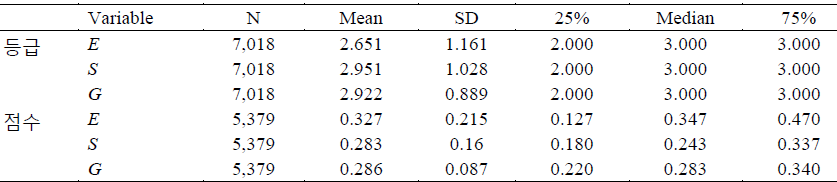 Variable N Mean SD 25% Median 75%
등급 E 7,018 2.651 1.161 2.000 3.000 3.000
S 7,018 2.951 1.028 2.000 3.000 3.000
G 7,018 2.922 0.889 2.000 3.000 3.000
점수 E 5,379 0.327 0.215 0.127 0.347 0.470
S 5,379 0.283 0.16 0.180 0.243 0.337
G 5,379 0.286 0.087 0.220 0.283 0.340